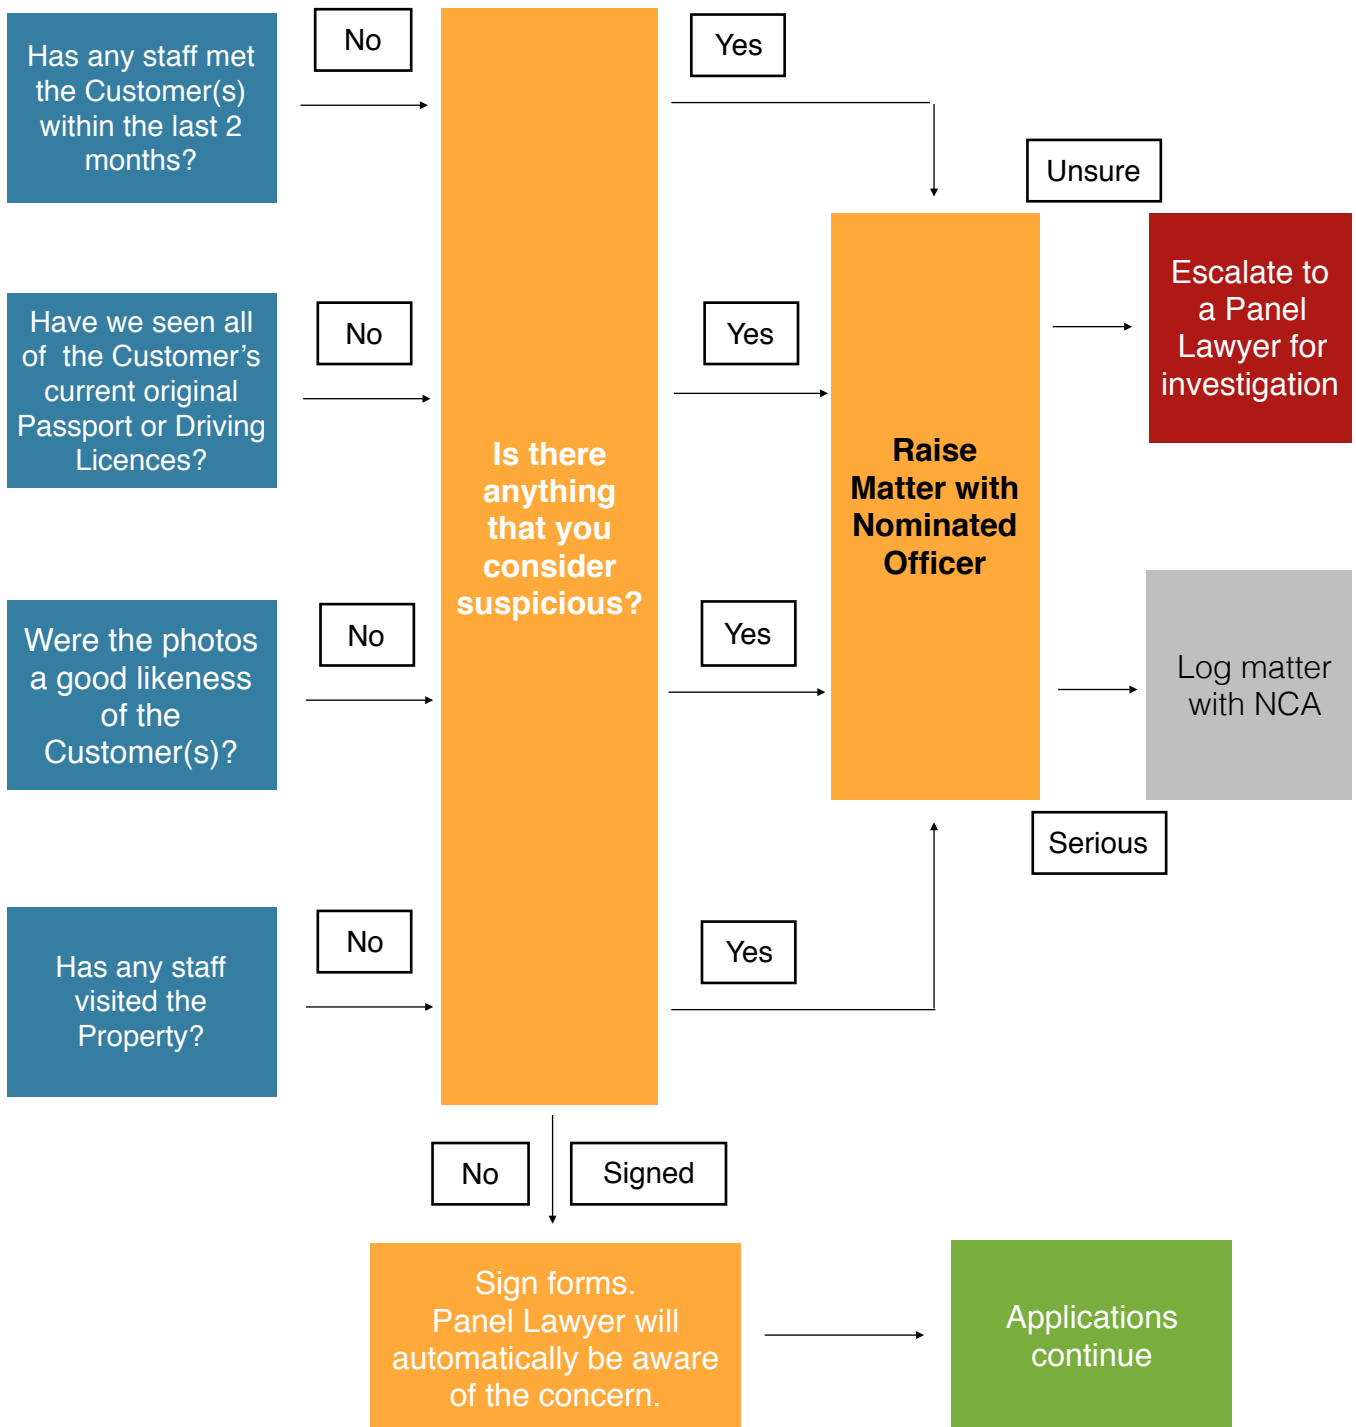 Has any staff met
the Customer(s)
within the last 2
months?
No
Yes
Unsure
Have we seen all
of the Customer’s
current original
Passport or Driving
Licences?
No
Is there
anything
that you
consider
suspicious?
Yes
Raise
Matter with
Nominated
Officer
Escalate to
a Panel
Lawyer for
investigation
Were the photos
a good likeness
of the
Customer(s)?
No
Yes
Log matter
with NCA
Serious
Has any staff
visited the
Property?
No
Yes
No
Signed
Sign forms.
Panel Lawyer will
automatically be aware
of the concern.
Applications
continue